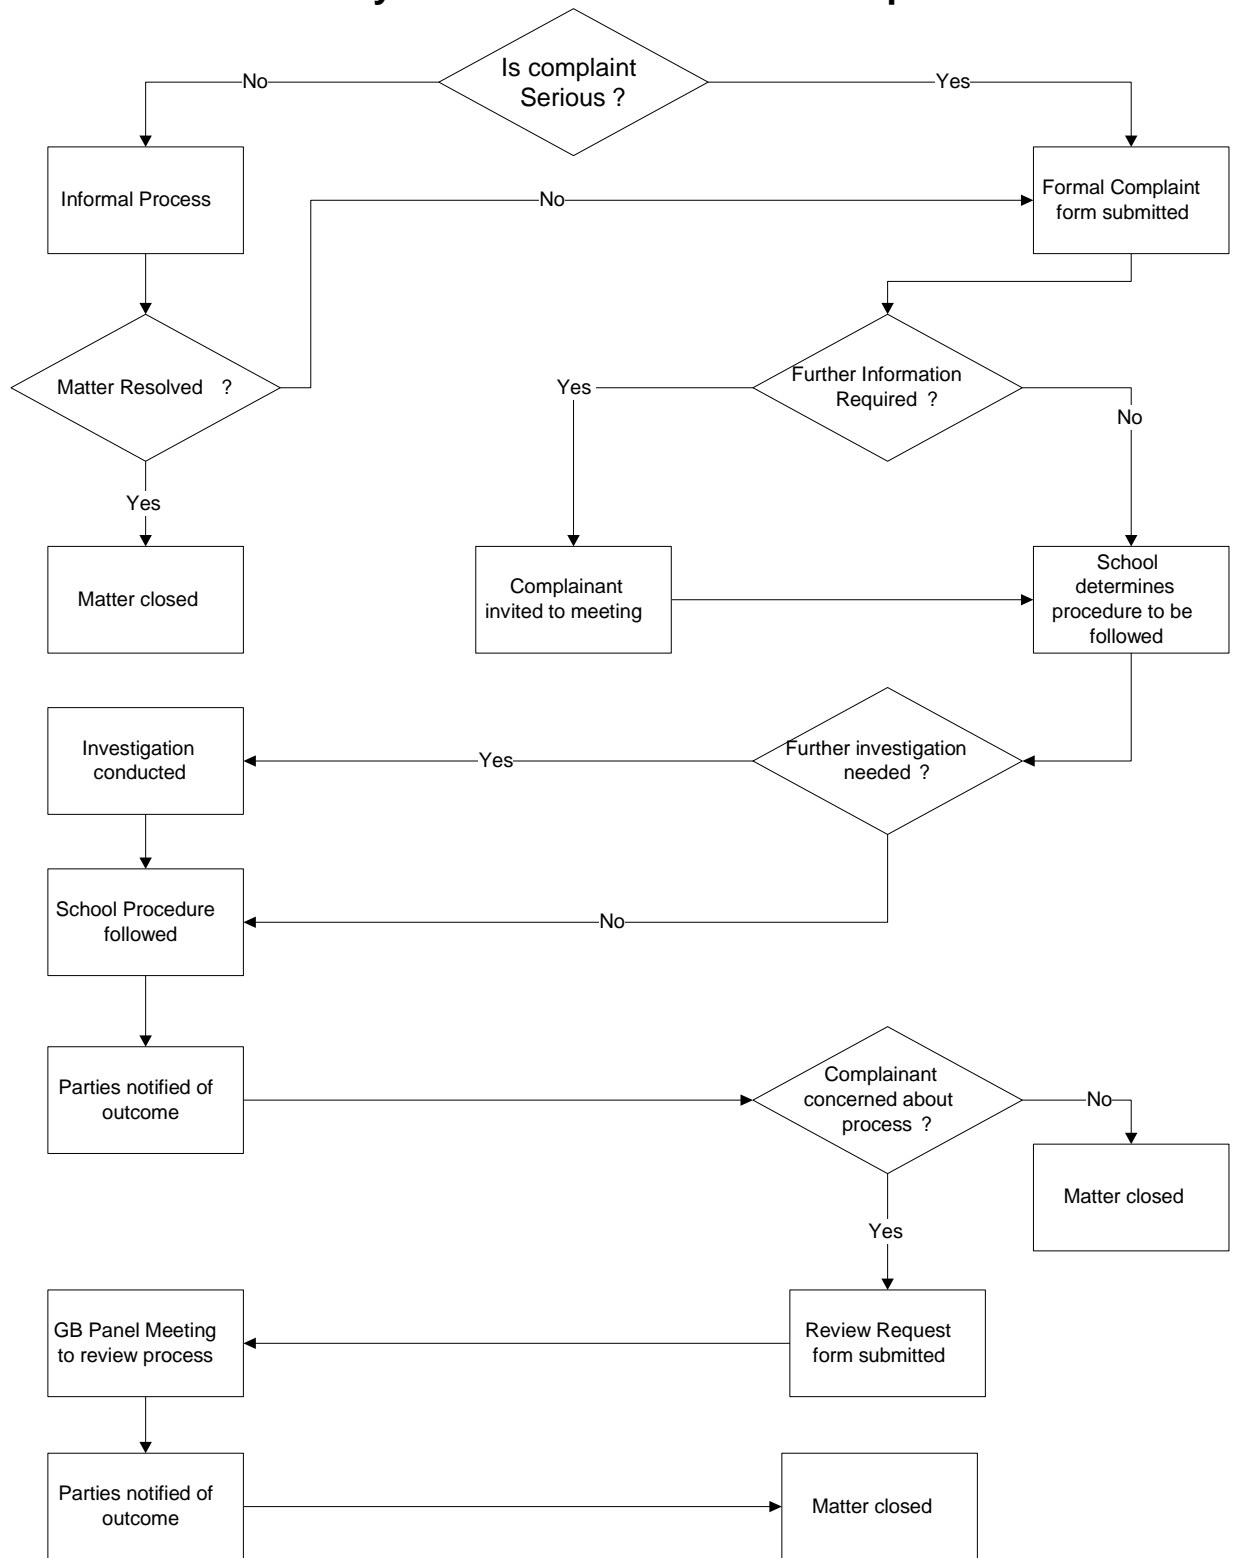 Is complaint
Serious ?
No
Yes
Informal Process
Formal Complaint
form submitted
No
Matter Resolved ?
Further Information
Required ?
Yes
No
Yes
Matter closed
Complainant
invited to meeting
School
determines
procedure to be
followed
Investigation
conducted
Yes
Further investigation
needed ?
School Procedure
followed
No
Parties notified of
outcome
Complainant
concerned about
process ?
No
Matter closed
Yes
GB Panel Meeting
to review process
Review Request
form submitted
Parties notified of
outcome
Matter closed